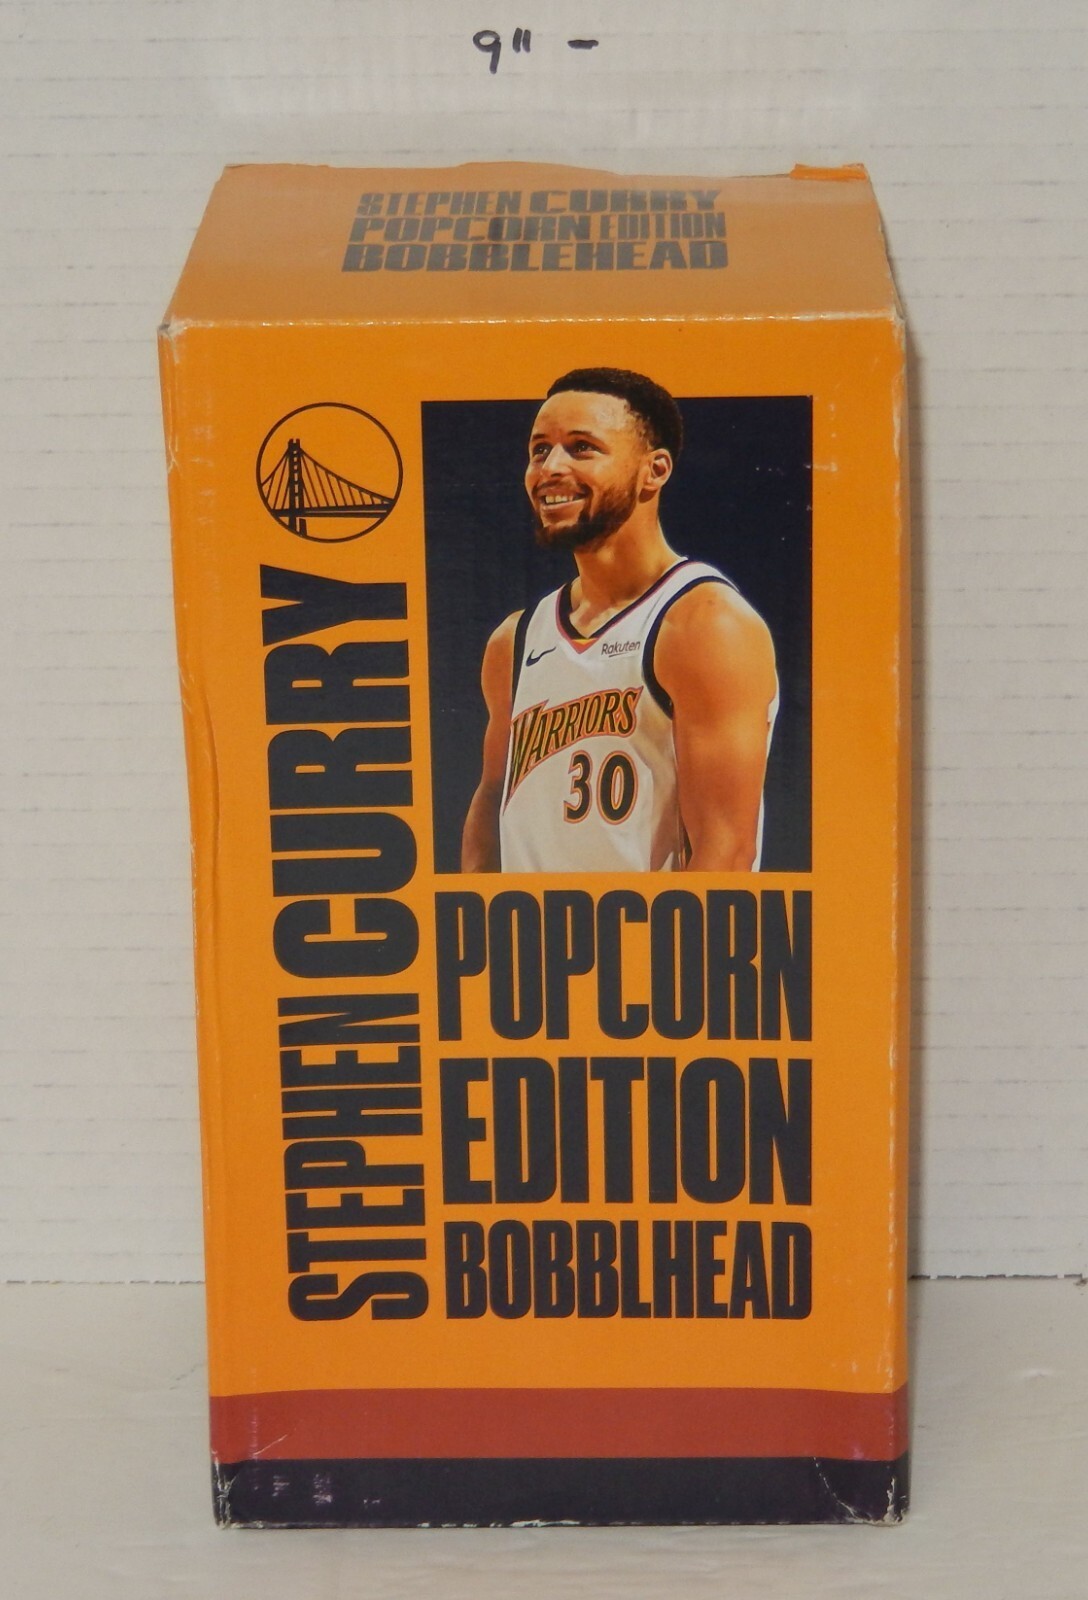 9" -
STEPHEN CURRY
POPCORN EDITION
BOBBLEHEAD
STEPHEN CURRY
Rakuten
WARRIORS
30
POPCORN
EDITION
BOBBLHEAD